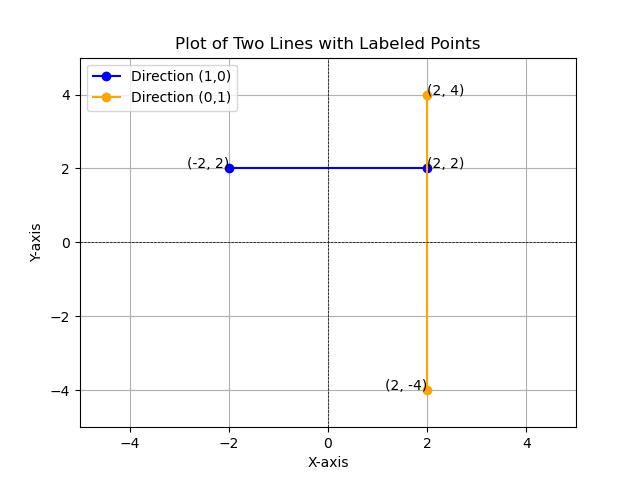 Plot of Two Lines with Labeled Points
Direction (1,0)
Direction (0,1)
(2, 4)
(-2, 2)
(2, 2)
(2, -4)
4
2
0
−2
−4
Y-axis
−4
−2
0
2
4
X-axis